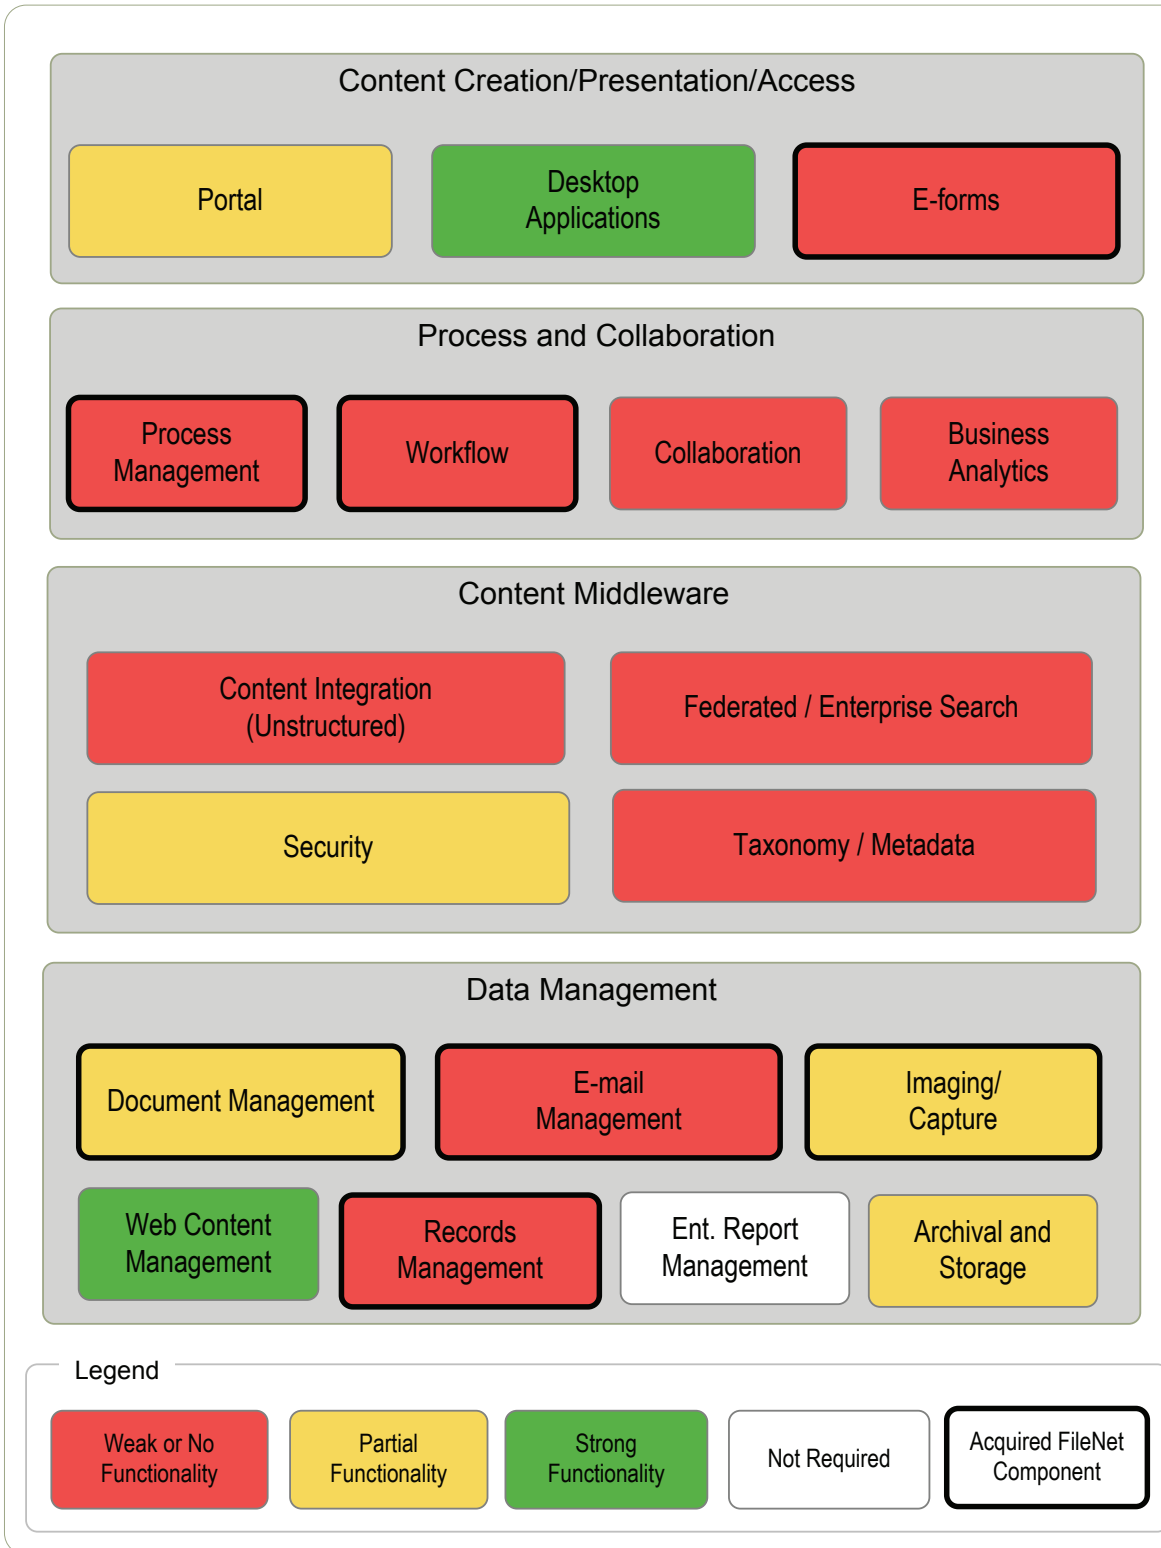 Content Creation/Presentation/Access
Portal
Desktop
Applications
E-forms
Process and Collaboration
Process
Management
Workflow
Collaboration
Business
Analytics
Content Middleware
Content Integration
(Unstructured)
Federated / Enterprise Search
Security
Taxonomy / Metadata
Data Management
Document Management
E-mail
Management
Imaging/
Capture
Web Content
Management
Records
Management
Ent. Report
Management
Archival and
Storage
Legend
Weak or No
Functionality
Partial
Functionality
Strong
Functionality
Not Required
Acquired FileNet
Component